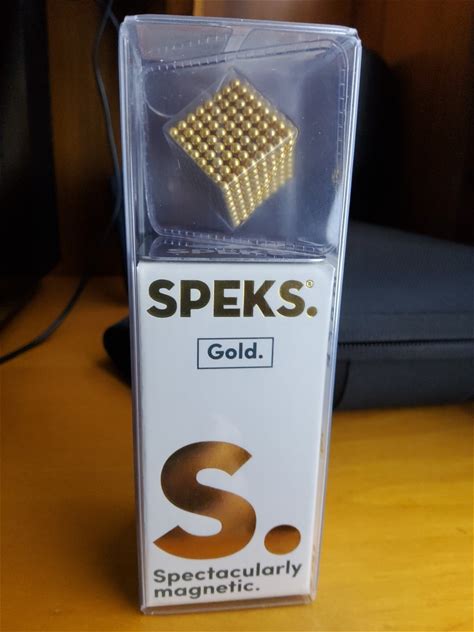 SPEKS.®
Gold.
S.
Spectacularly
magnetic.